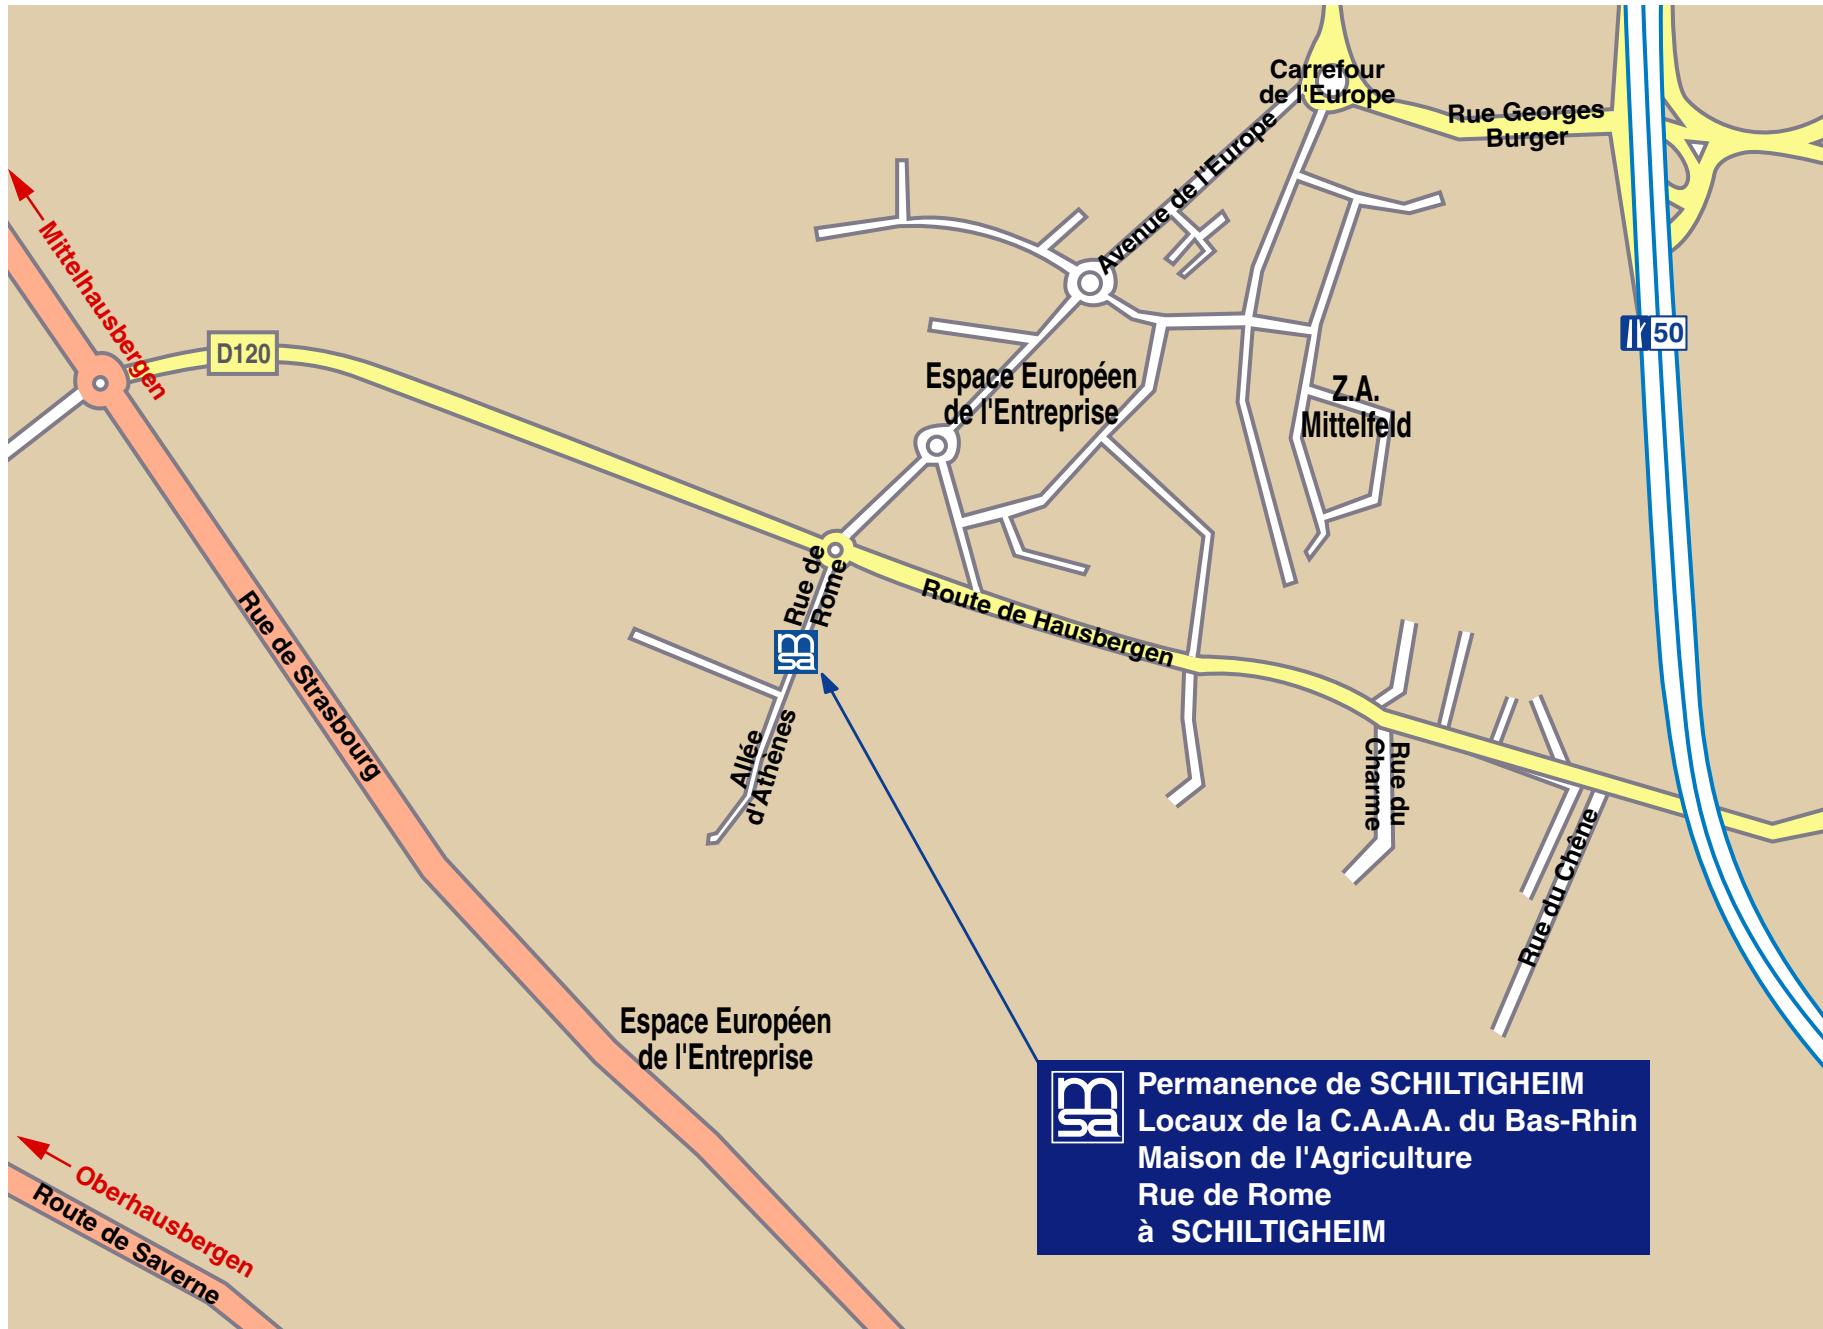 Carrefour
de l'Europe
Rue Georges
Burger
Avenue de l'Europe
Mittelhausbergen
D120
50
Espace Européen
de l'Entreprise
Z.A.
Mittelfeld
Rue de
Rome
Route de Hausbergen
Rue de Strasbourg
msa
Allée
d'Athènes
Rue du
Charme
Rue du Chêne
Espace Européen
de l'Entreprise
msa
Permanence de SCHILTIGHEIM
Locaux de la C.A.A.A. du Bas-Rhin
Maison de l'Agriculture
Rue de Rome
à SCHILTIGHEIM
Oberhausbergen
Route de Saverne